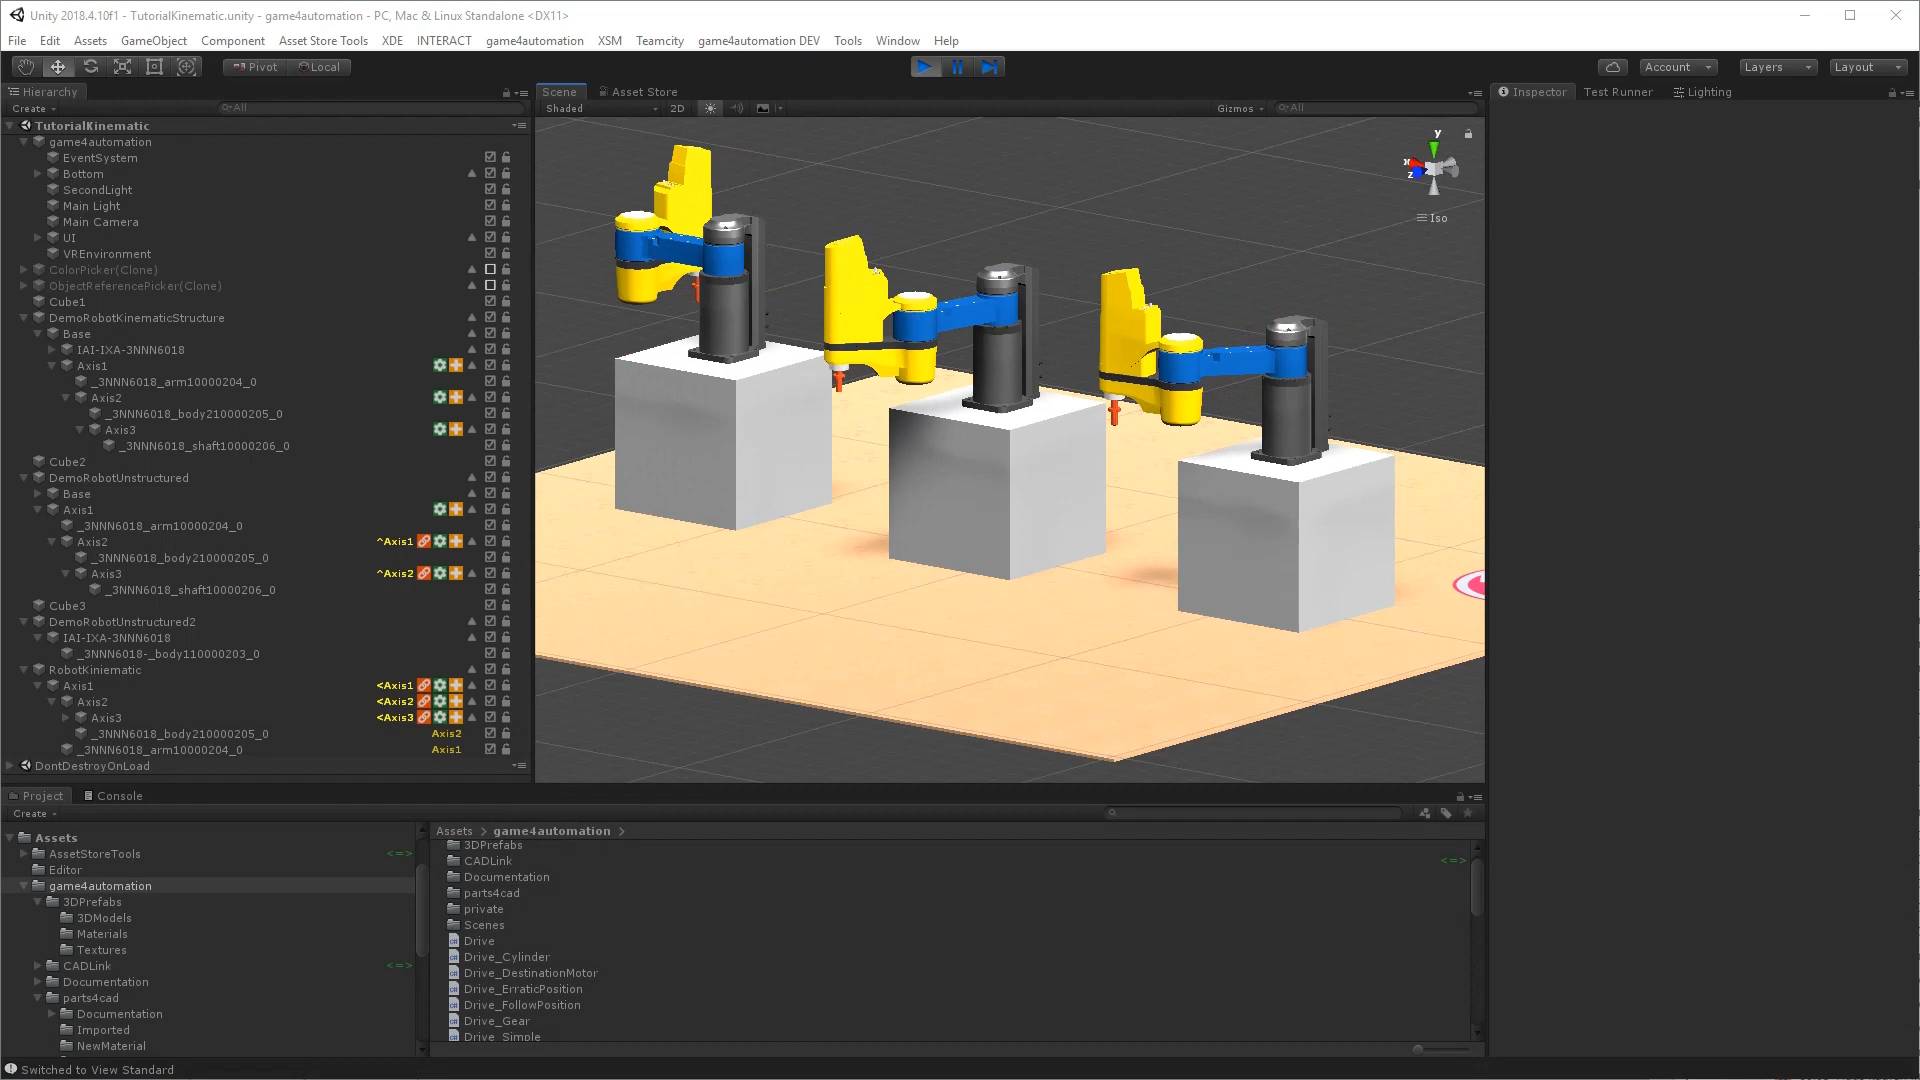 Unity 2018.4.10f1 - TutorialKinematic.unity - game4automation - PC, Mac & Linux Standalone <DX11>
File Edit Assets GameObject Component Asset Store Tools XDE INTERACT game4automation XSM Teamcity game4automation DEV Tools Window Help
Pivot Local Account Layers Layout
Hierarchy
Create All
TutorialKinematic
game4automation
EventSystem
Bottom
SecondLight
Main Light
Main Camera
UI
VREnvironment
ColorPicker(Clone)
ObjectReferencePicker(Clone)
Cube1
DemoRobotKinematicStructure
Base
IAI-IXA-3NNN6018
Axis1
_3NNN6018_arm10000204_0
Axis2
_3NNN6018_body210000205_0
Axis3
_3NNN6018_shaft10000206_0
Cube2
DemoRobotUnstructured
Base
Axis1
_3NNN6018_arm10000204_0
Axis2 ^Axis1
_3NNN6018_body210000205_0
Axis3 ^Axis2
_3NNN6018_shaft10000206_0
Cube3
DemoRobotUnstructured2
IAI-IXA-3NNN6018
_3NNN6018-_body110000203_0
RobotKiniematic
Axis1 <Axis1
Axis2 <Axis2
Axis3 <Axis3
_3NNN6018_body210000205_0 Axis2
_3NNN6018_arm10000204_0 Axis1
DontDestroyOnLoad
Scene Asset Store
Shaded 2D Gizmos All
y
x
z
Iso
Inspector Test Runner Lighting
Project Console
Create
Assets
AssetStoreTools <=>
Editor
game4automation
3DPrefabs
3DModels
Materials
Textures
CADLink <=>
Documentation
parts4cad
Documentation
Imported
NewMaterial
Assets > game4automation >
3DPrefabs
CADLink <=>
Documentation
parts4cad
private
Scenes
Drive
Drive_Cylinder
Drive_DestinationMotor
Drive_ErraticPosition
Drive_FollowPosition
Drive_Gear
Drive_Simple
Switched to View Standard